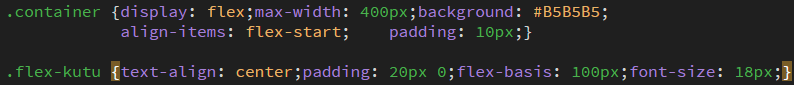 .container {display: flex;max-width: 400px;background: #B5B5B5;
align-items: flex-start;    padding: 10px;}
.flex-kutu {text-align: center;padding: 20px 0;flex-basis: 100px;font-size: 18px;}